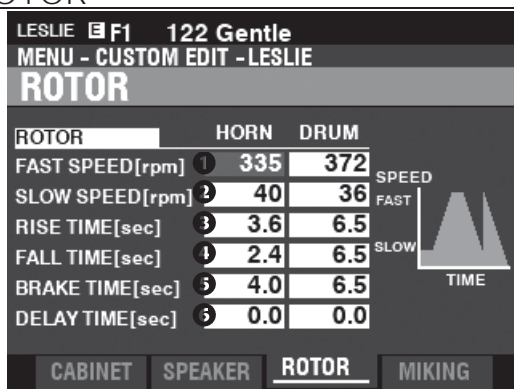 LESLIE E F1 122 Gentle
MENU - CUSTOM EDIT - LESLIE
ROTOR
ROTOR HORN DRUM
FAST SPEED[rpm] 1 335 372
SLOW SPEED[rpm] 2 40 36
RISE TIME[sec] 3 3.6 6.5
FALL TIME[sec] 4 2.4 6.5
BRAKE TIME[sec] 5 4.0 6.5
DELAY TIME[sec] 6 0.0 0.0
SPEED
FAST
SLOW
TIME
CABINET SPEAKER ROTOR MIKING